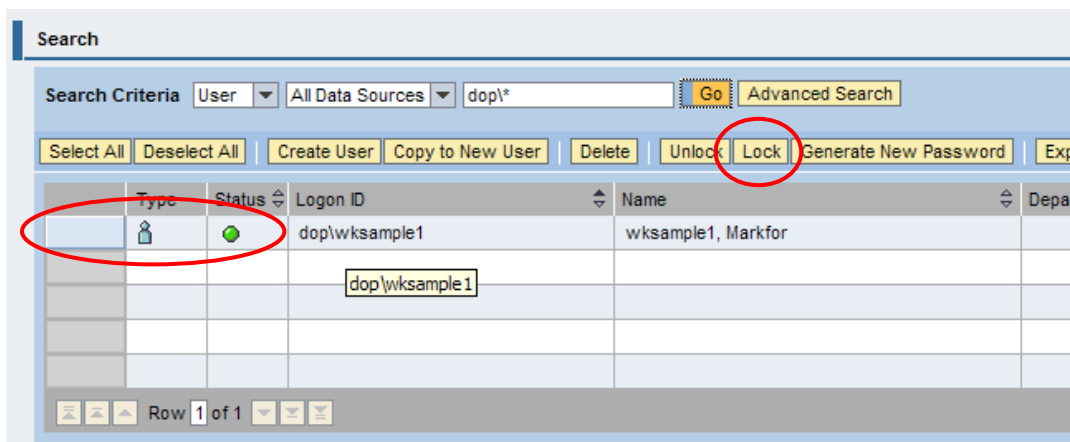 Search
Search Criteria User All Data Sources dop\* Go Advanced Search
Select All Deselect All Create User Copy to New User Delete Unlock Lock Generate New Password Exp
Type Status Logon ID Name Depa
dop\wksample1 wksample1, Markfor
dop\wksample1
Row 1 of 1